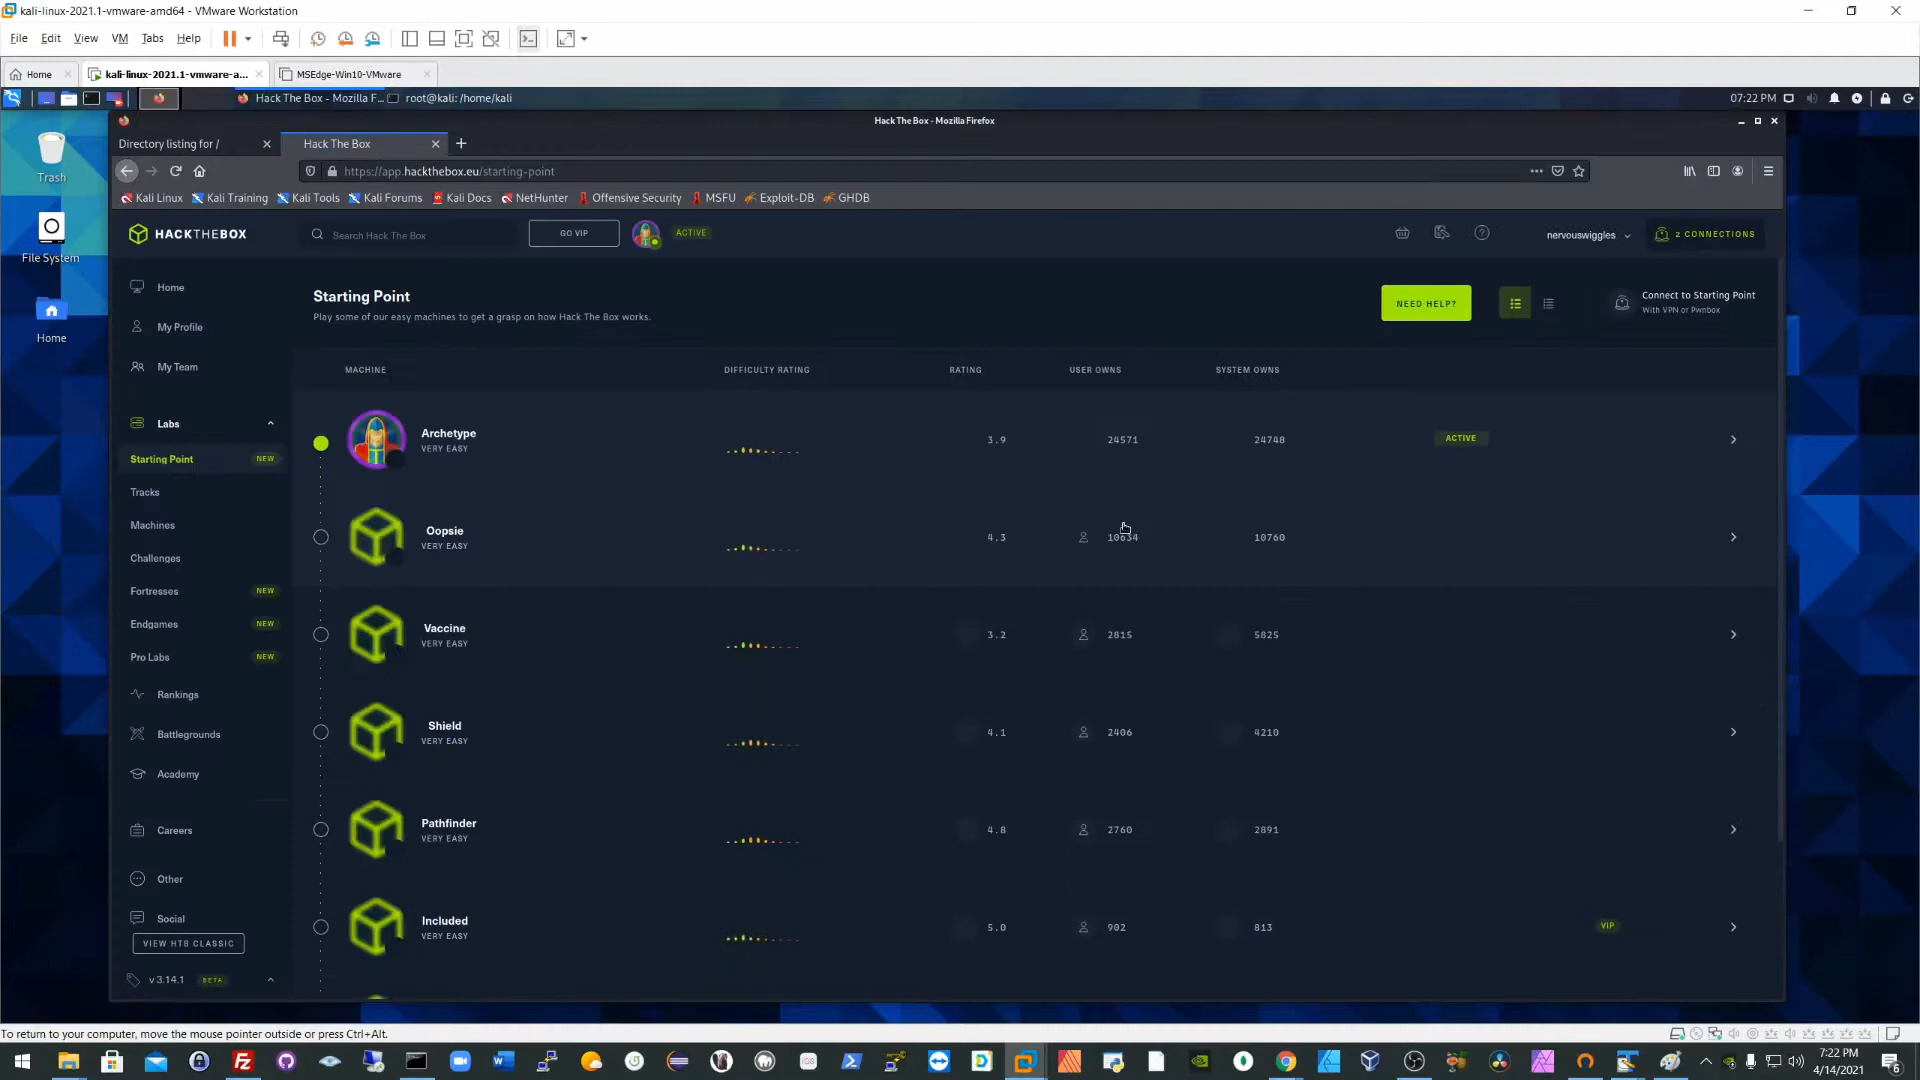 kali-linux-2021.1-vmware-amd64 - VMware Workstation
File Edit View VM Tabs Help
Home kali-linux-2021.1-vmware-a... MSEdge-Win10-VMware
Hack The Box - Mozilla F... root@kali: /home/kali 07:22 PM
Hack The Box - Mozilla Firefox
Directory listing for / Hack The Box
https://app.hackthebox.eu/starting-point
Kali Linux Kali Training Kali Tools Kali Forums Kali Docs NetHunter Offensive Security MSFU Exploit-DB GHDB
HACKTHEBOX Search Hack The Box GO VIP ACTIVE nervouswiggles 2 CONNECTIONS
Trash
File System
Home
Home
My Profile
My Team
Labs
Starting Point NEW
Tracks
Machines
Challenges
Fortresses NEW
Endgames NEW
Pro Labs NEW
Rankings
Battlegrounds
Academy
Careers
Other
Social
VIEW HTB CLASSIC
v 3.14.1 BETA
Starting Point
Play some of our easy machines to get a grasp on how Hack The Box works.
NEED HELP?
Connect to Starting Point
With VPN or Pwnbox
MACHINE DIFFICULTY RATING RATING USER OWNS SYSTEM OWNS
Archetype
VERY EASY
3.9 24571 24748 ACTIVE
Oopsie
VERY EASY
4.3 10634 10760
Vaccine
VERY EASY
3.2 2815 5825
Shield
VERY EASY
4.1 2406 4210
Pathfinder
VERY EASY
4.8 2760 2891
Included
VERY EASY
5.0 902 813 VIP
To return to your computer, move the mouse pointer outside or press Ctrl+Alt.
7:22 PM
4/14/2021
6